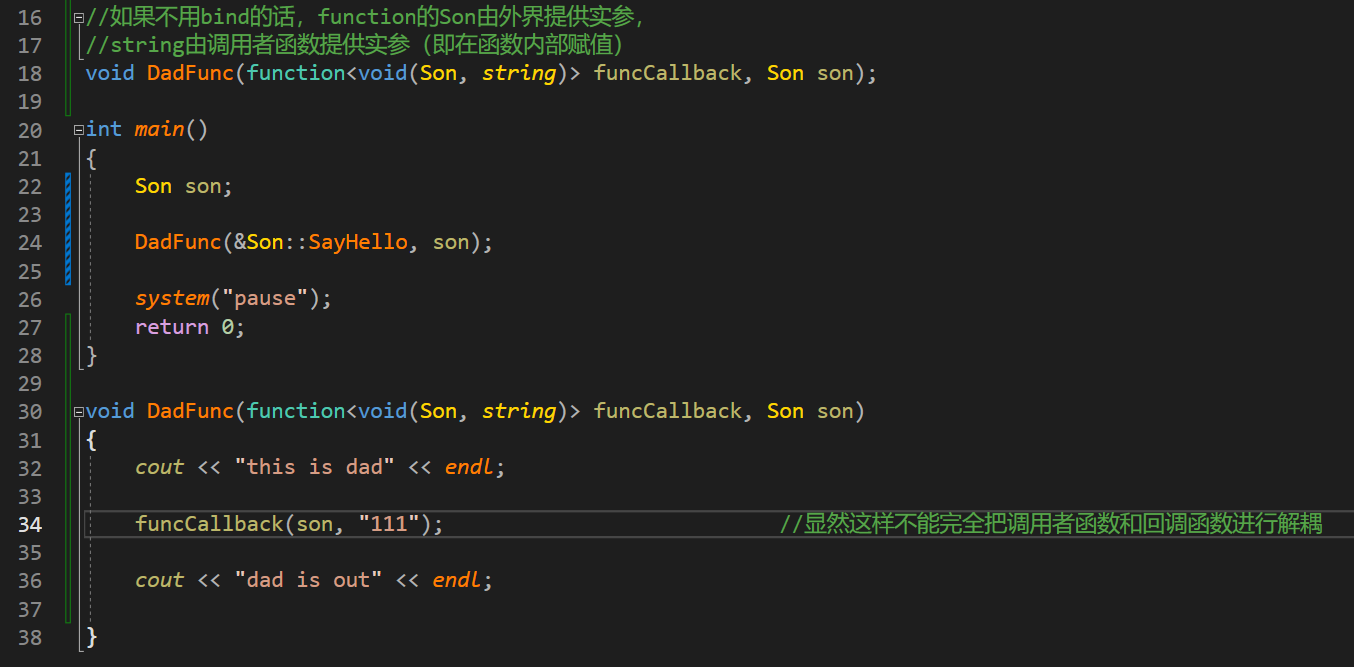 16 //如果不用bind的话，function的Son由外界提供实参，
17 //string由调用者函数提供实参（即在函数内部赋值）
18 void DadFunc(function<void(Son, string)> funcCallback, Son son);
19
20 int main()
21 {
22     Son son;
23
24     DadFunc(&Son::SayHello, son);
25
26     system("pause");
27     return 0;
28 }
29
30 void DadFunc(function<void(Son, string)> funcCallback, Son son)
31 {
32     cout << "this is dad" << endl;
33
34     funcCallback(son, "111");                           //显然这样不能完全把调用者函数和回调函数进行解耦
35
36     cout << "dad is out" << endl;
37
38 }